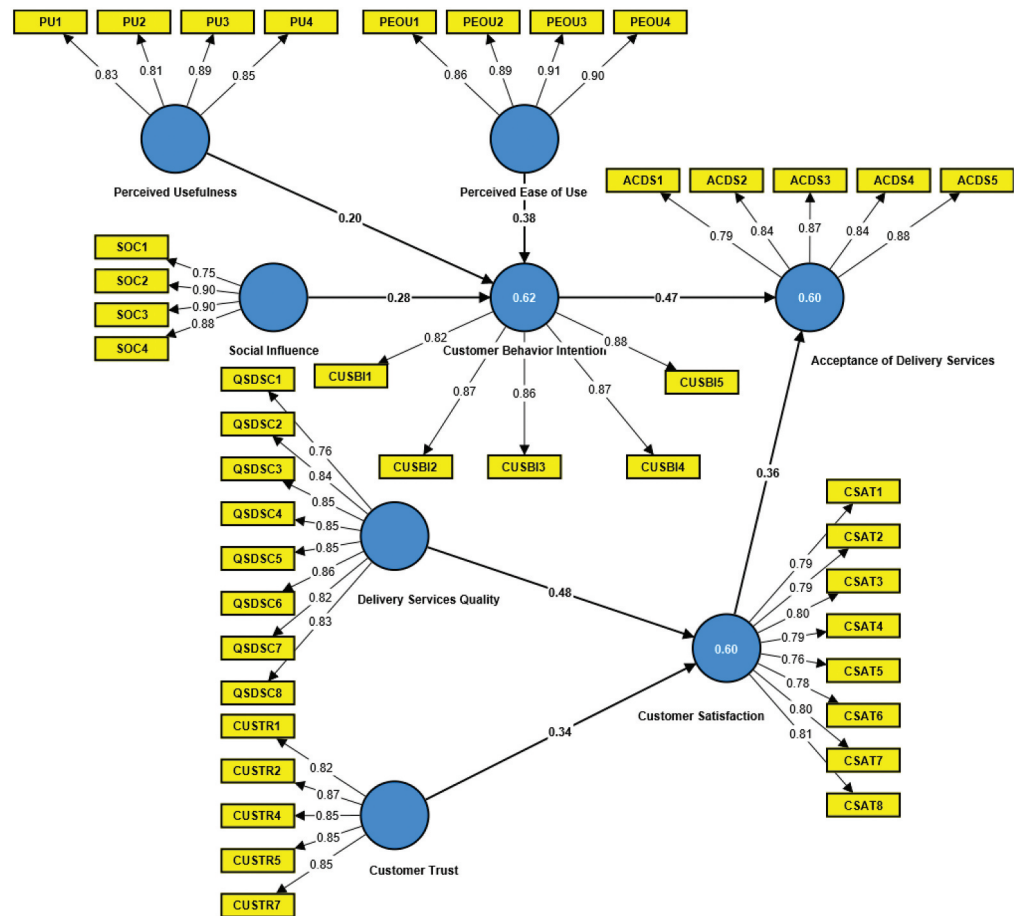 PU1 PU2 PU3 PU4 PEOU1 PEOU2 PEOU3 PEOU4
0.83 0.81 0.89 0.85 0.86 0.89 0.91 0.90
Perceived Usefulness Perceived Ease of Use
ACDS1 ACDS2 ACDS3 ACDS4 ACDS5
0.79 0.84 0.87 0.84 0.88
0.20 0.38
SOC1
SOC2
SOC3
SOC4
0.75
0.90
0.90
0.88
Social Influence
0.28 0.62 0.47 0.60
Customer Behavior Intention
Acceptance of Delivery Services
0.82 0.87 0.86 0.87 0.88
CUSBI1 CUSBI5
CUSBI2 CUSBI3 CUSBI4
QSDSC1
QSDSC2
QSDSC3
QSDSC4
QSDSC5
QSDSC6
QSDSC7
QSDSC8
0.76
0.84
0.85
0.85
0.85
0.86
0.82
0.83
Delivery Services Quality
0.48
0.36
CSAT1
CSAT2
CSAT3
CSAT4
CSAT5
CSAT6
CSAT7
CSAT8
0.79
0.79
0.80
0.79
0.76
0.78
0.80
0.81
0.60
Customer Satisfaction
0.34
CUSTR1
CUSTR2
CUSTR4
CUSTR5
CUSTR7
0.82
0.87
0.85
0.85
0.85
Customer Trust